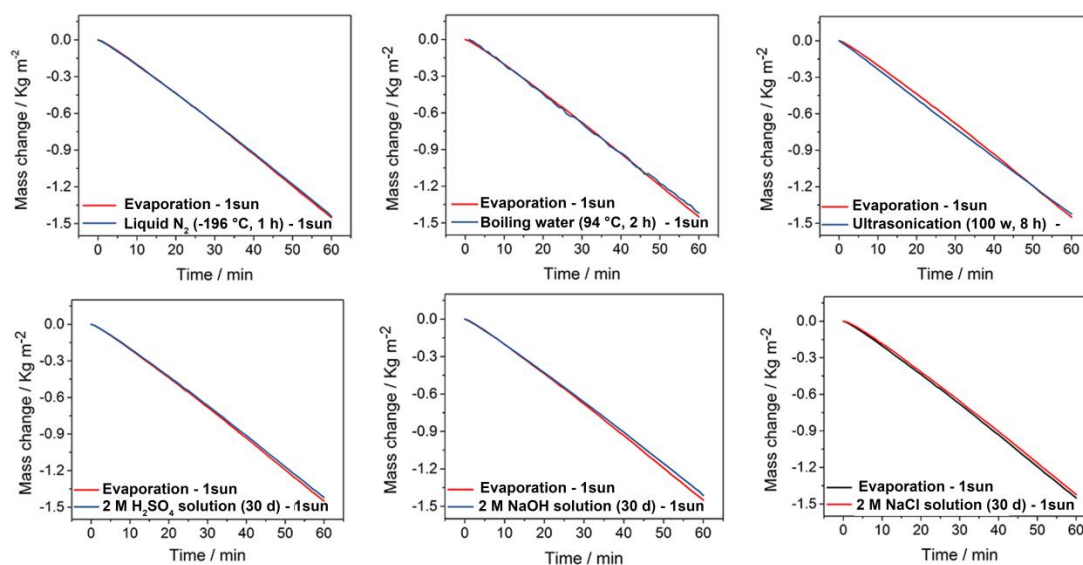 Mass change / Kg m⁻²
0.0
-0.3
-0.6
-0.9
-1.2
-1.5
Evaporation - 1sun
Liquid N₂ (-196 °C, 1 h) - 1sun
0 10 20 30 40 50 60
Time / min
Mass change / Kg m⁻²
0.0
-0.3
-0.6
-0.9
-1.2
-1.5
Evaporation - 1sun
Boiling water (94 °C, 2 h) - 1sun
0 10 20 30 40 50 60
Time / min
Mass change / Kg m⁻²
0.0
-0.3
-0.6
-0.9
-1.2
-1.5
Evaporation - 1sun
Ultrasonication (100 w, 8 h) -
0 10 20 30 40 50 60
Time / min
Mass change / Kg m⁻²
0.0
-0.3
-0.6
-0.9
-1.2
-1.5
Evaporation - 1sun
2 M H₂SO₄ solution (30 d) - 1sun
0 10 20 30 40 50 60
Time / min
Mass change / Kg m⁻²
0.0
-0.3
-0.6
-0.9
-1.2
-1.5
Evaporation - 1sun
2 M NaOH solution (30 d) - 1sun
0 10 20 30 40 50 60
Time / min
Mass change / Kg m⁻²
0.0
-0.3
-0.6
-0.9
-1.2
-1.5
Evaporation - 1sun
2 M NaCl solution (30 d) - 1sun
0 10 20 30 40 50 60
Time / min